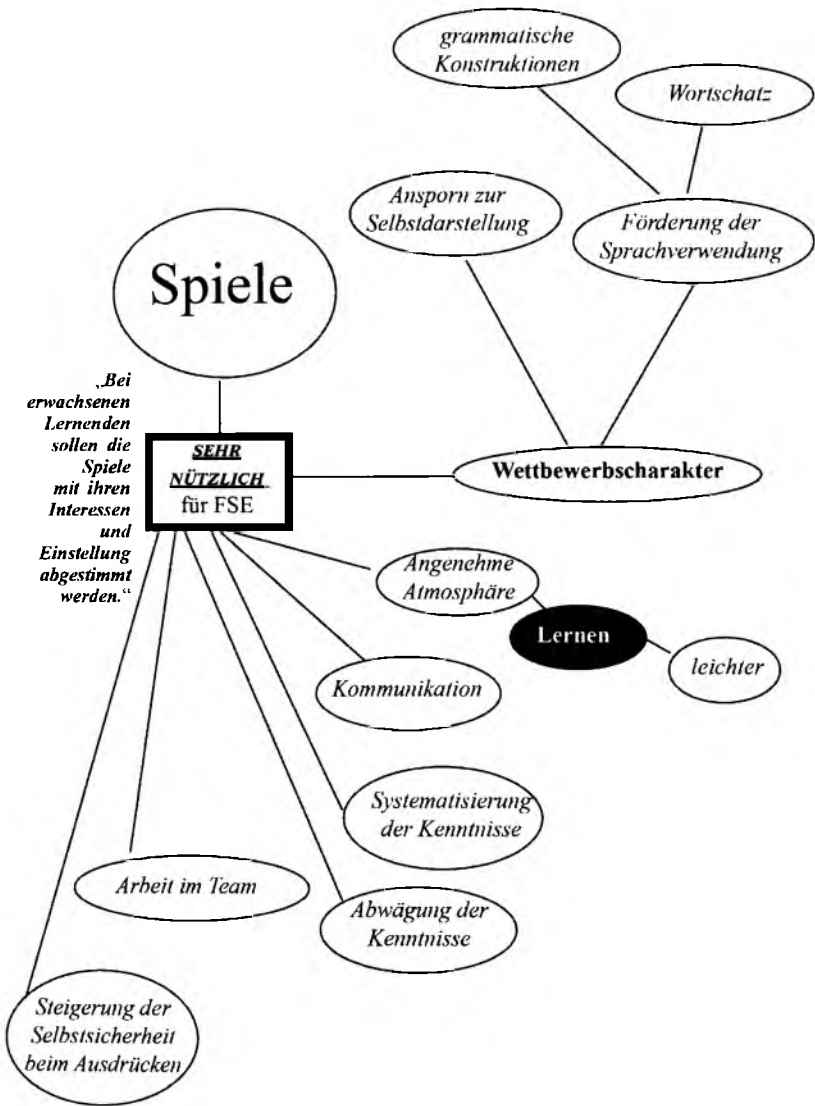 grammatische
Konstruktionen
Wortschatz
Ansporn zur
Selbstdarstellung
Förderung der
Sprachverwendung
Spiele
„Bei
erwachsenen
Lernenden
sollen die
Spiele
mit ihren
Interessen
und
Einstellung
abgestimmt
werden.“
SEHR
NÜTZLICH
für FSE
Wettbewerbscharakter
Angenehme
Atmosphäre
Lernen
leichter
Kommunikation
Systematisierung
der Kenntnisse
Arbeit im Team
Abwägung der
Kenntnisse
Steigerung der
Selbstsicherheit
beim Ausdrücken